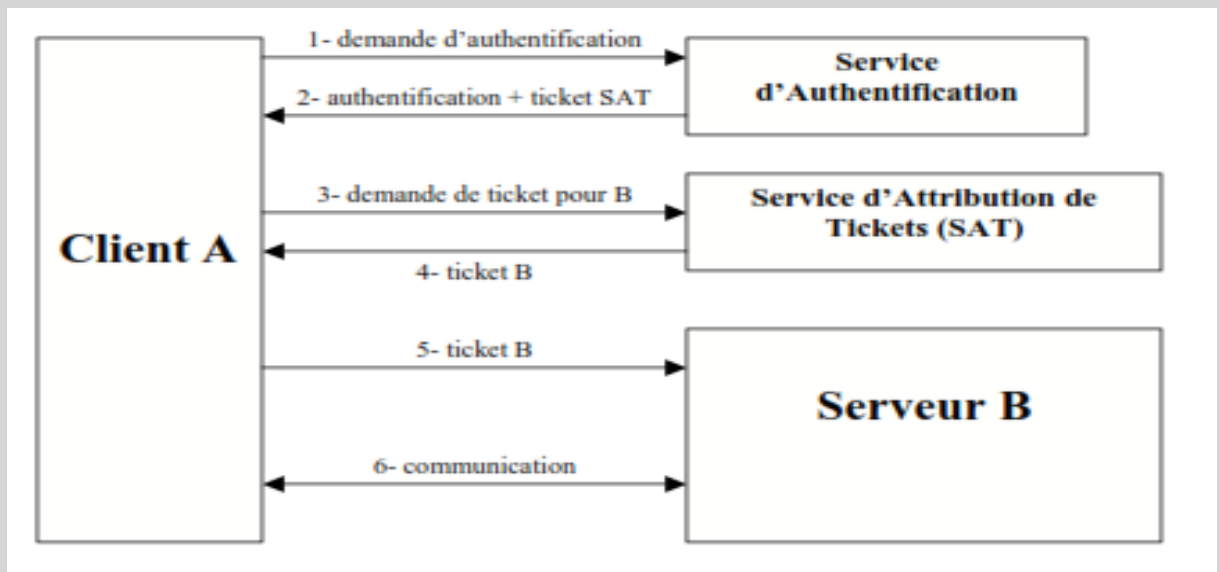 1- demande d'authentification
Service
d'Authentification
2- authentification + ticket SAT
3- demande de ticket pour B
Service d'Attribution de
Tickets (SAT)
Client A
4- ticket B
5- ticket B
Serveur B
6- communication